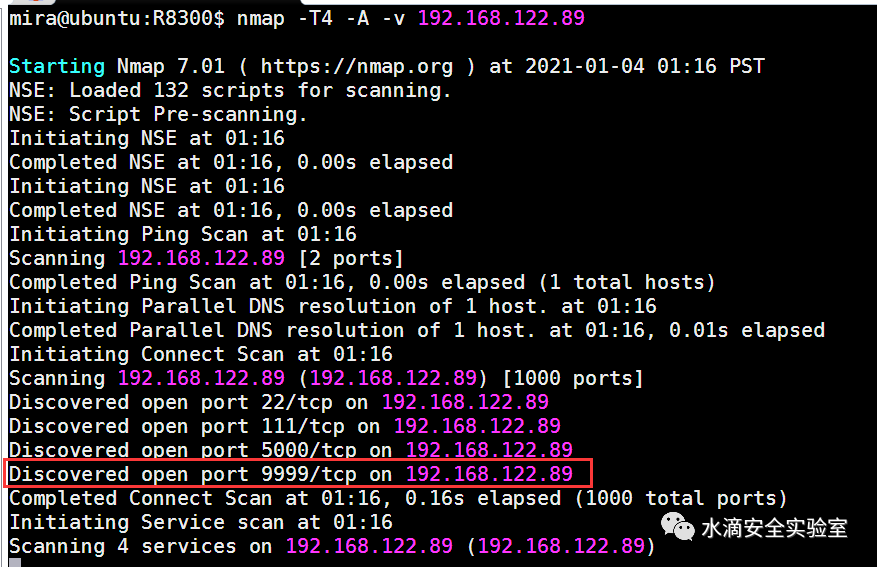 mira@ubuntu:R8300$ nmap -T4 -A -v 192.168.122.89
Starting Nmap 7.01 ( https://nmap.org ) at 2021-01-04 01:16 PST
NSE: Loaded 132 scripts for scanning.
NSE: Script Pre-scanning.
Initiating NSE at 01:16
Completed NSE at 01:16, 0.00s elapsed
Initiating NSE at 01:16
Completed NSE at 01:16, 0.00s elapsed
Initiating Ping Scan at 01:16
Scanning 192.168.122.89 [2 ports]
Completed Ping Scan at 01:16, 0.00s elapsed (1 total hosts)
Initiating Parallel DNS resolution of 1 host. at 01:16
Completed Parallel DNS resolution of 1 host. at 01:16, 0.01s elapsed
Initiating Connect Scan at 01:16
Scanning 192.168.122.89 (192.168.122.89) [1000 ports]
Discovered open port 22/tcp on 192.168.122.89
Discovered open port 111/tcp on 192.168.122.89
Discovered open port 5000/tcp on 192.168.122.89
Discovered open port 9999/tcp on 192.168.122.89
Completed Connect Scan at 01:16, 0.16s elapsed (1000 total ports)
Initiating Service scan at 01:16
Scanning 4 services on 192.168.122.89 (192.168.122.89)
水滴安全实验室